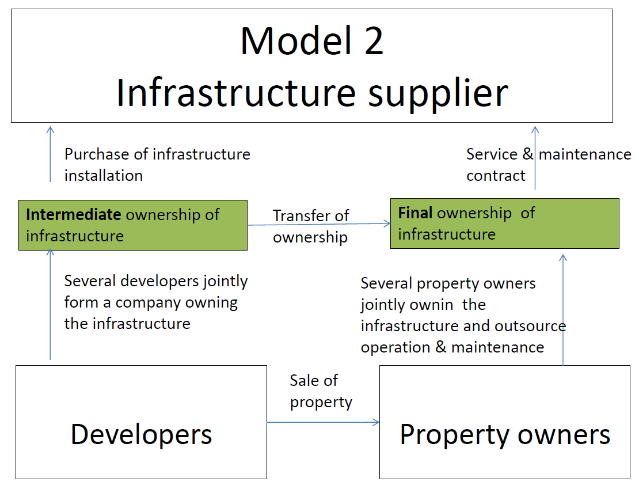 Model 2
Infrastructure supplier
Purchase of infrastructure
installation
Service & maintenance
contract
Intermediate ownership of
infrastructure
Transfer of
ownership
Final ownership of
infrastructure
Several developers jointly
form a company owning
the infrastructure
Several property owners
jointly ownin the
infrastructure and outsource
operation & maintenance
Sale of
property
Developers
Property owners